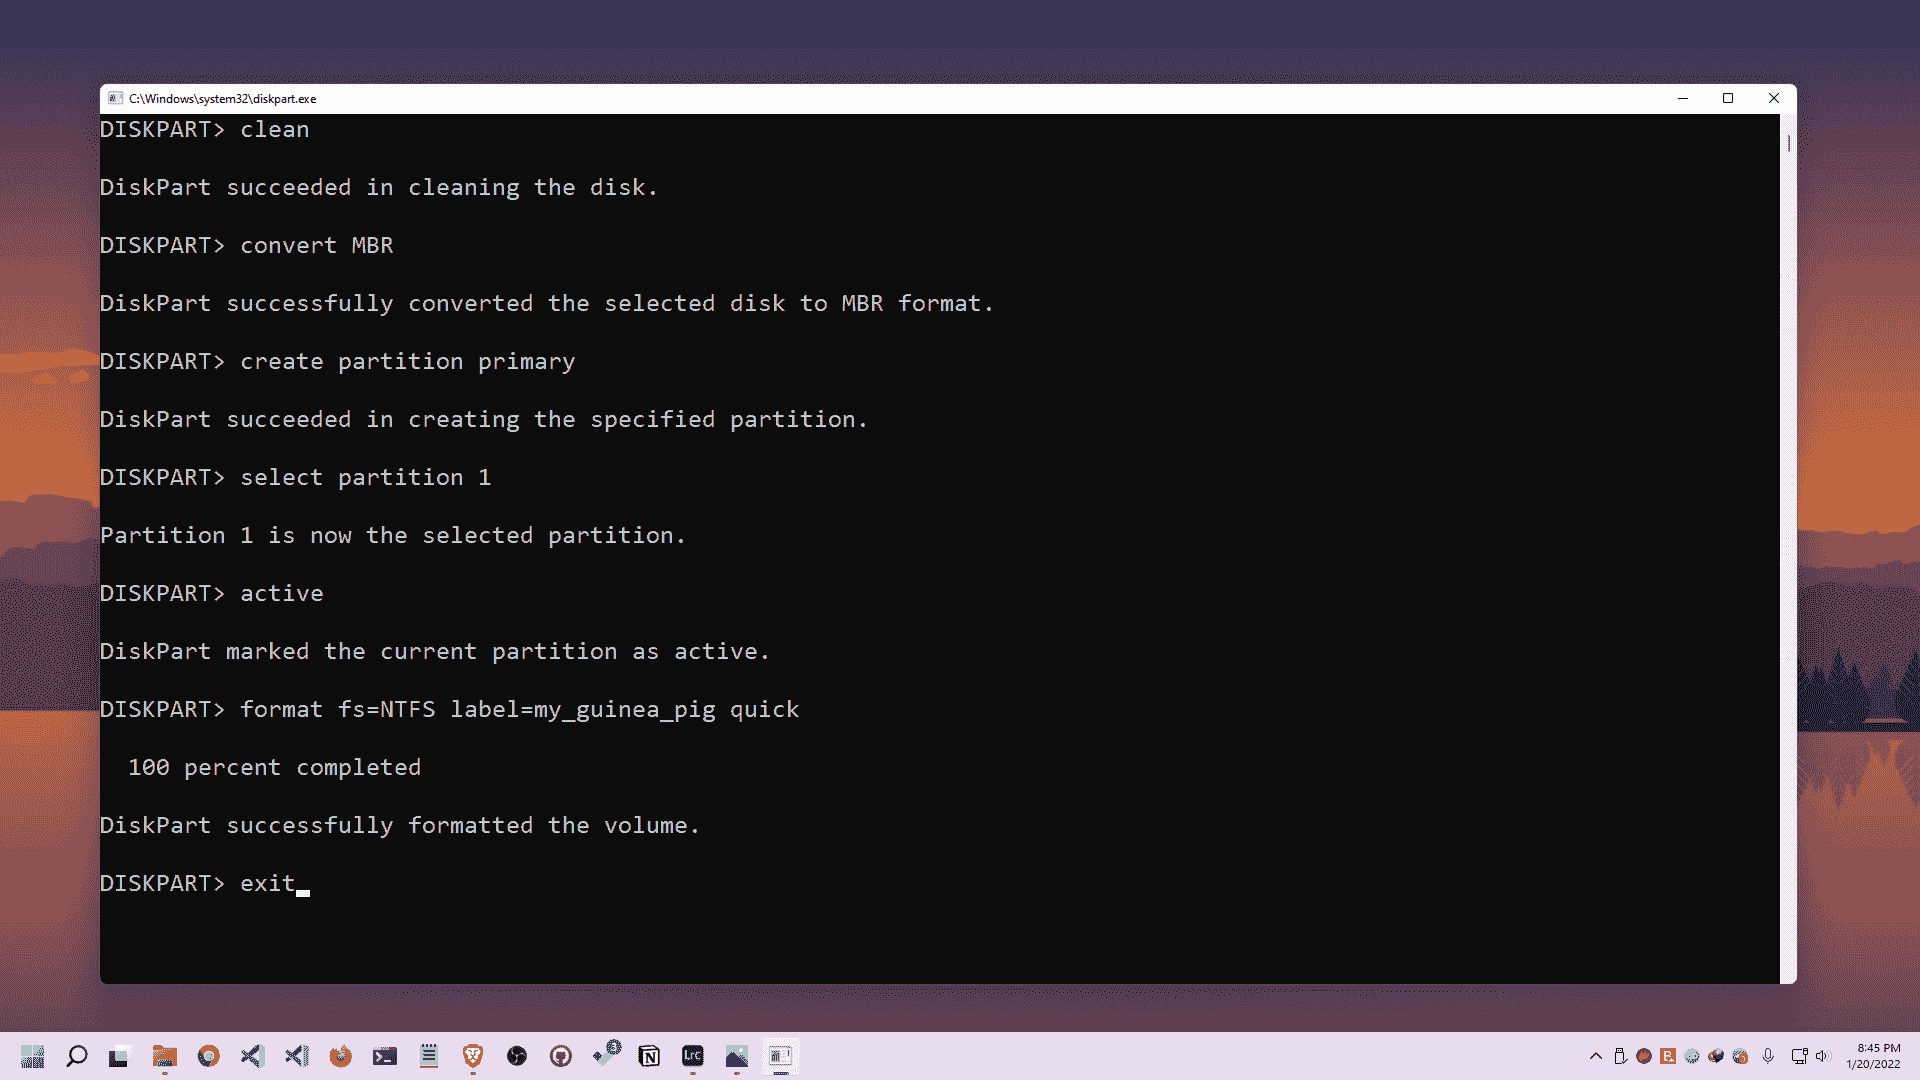 C:\Windows\system32\diskpart.exe
DISKPART> clean
DiskPart succeeded in cleaning the disk.
DISKPART> convert MBR
DiskPart successfully converted the selected disk to MBR format.
DISKPART> create partition primary
DiskPart succeeded in creating the specified partition.
DISKPART> select partition 1
Partition 1 is now the selected partition.
DISKPART> active
DiskPart marked the current partition as active.
DISKPART> format fs=NTFS label=my_guinea_pig quick
100 percent completed
DiskPart successfully formatted the volume.
DISKPART> exit
3
N
Lrc
8:45 PM
1/20/2022